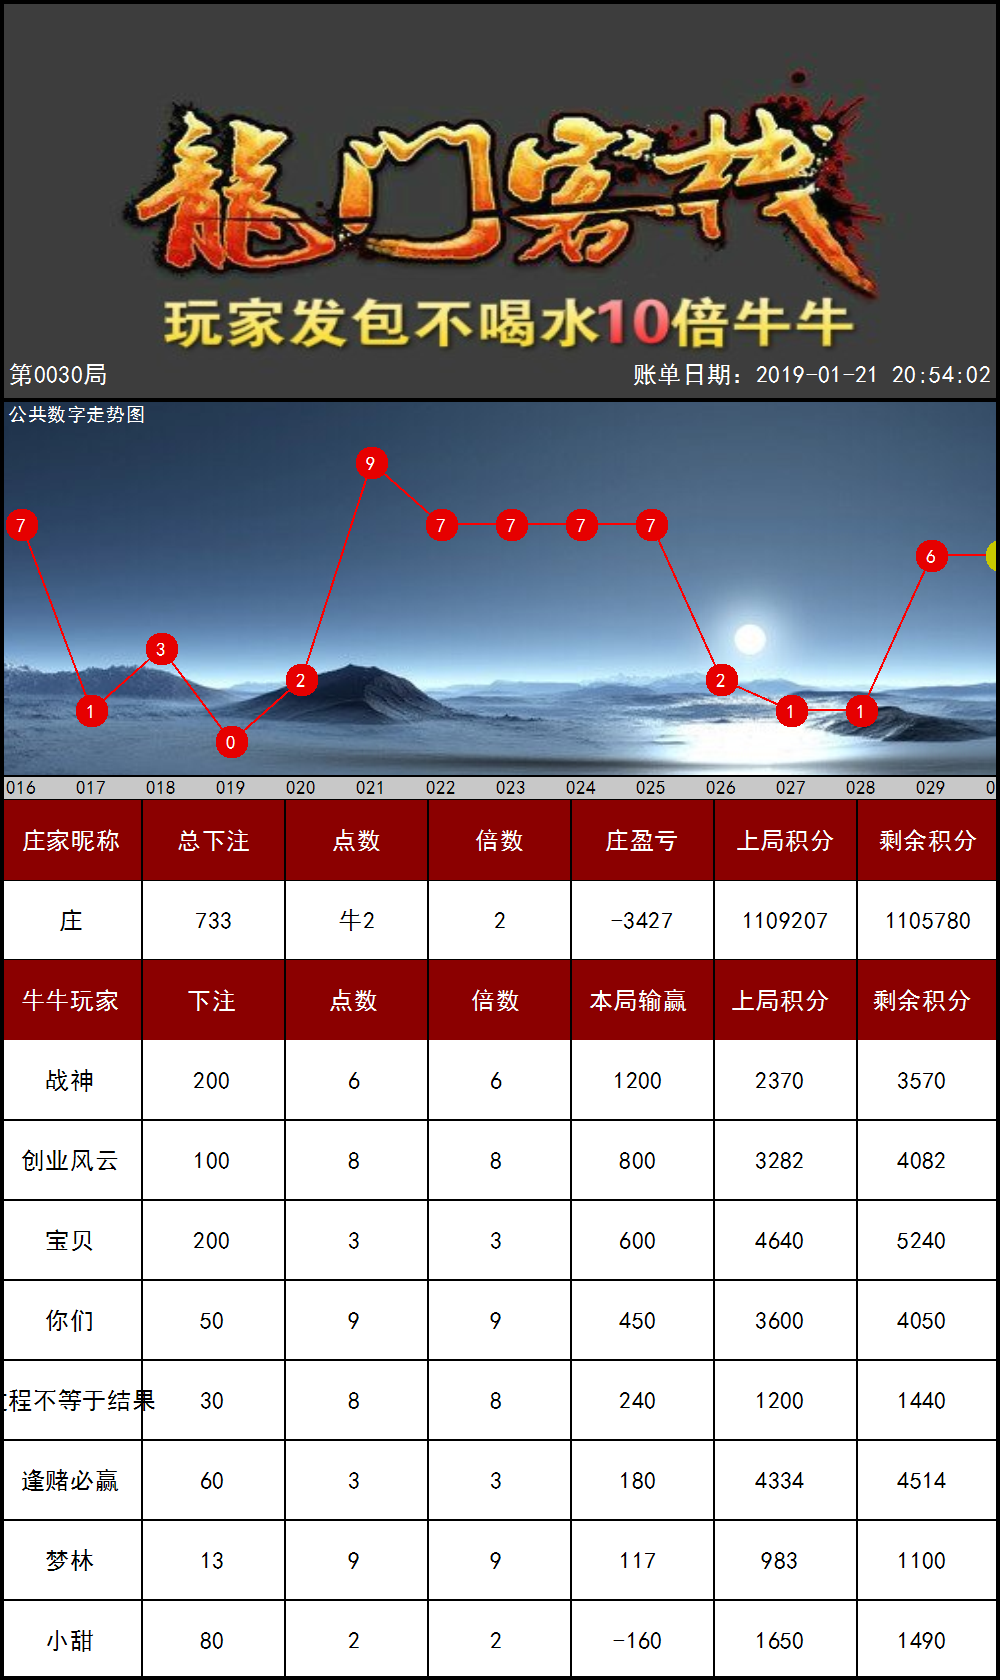 龍门客栈
玩家发包不喝水10倍牛牛
第0030局 账单日期：2019-01-21 20:54:02
公共数字走势图
9
7 7 7 7 7
6
3
2 2
1 1 1
0
016 017 018 019 020 021 022 023 024 025 026 027 028 029
庄家昵称 总下注 点数 倍数 庄盈亏 上局积分 剩余积分
庄 733 牛2 2 -3427 1109207 1105780
牛牛玩家 下注 点数 倍数 本局输赢 上局积分 剩余积分
战神 200 6 6 1200 2370 3570
创业风云 100 8 8 800 3282 4082
宝贝 200 3 3 600 4640 5240
你们 50 9 9 450 3600 4050
程不等于结果 30 8 8 240 1200 1440
逢赌必赢 60 3 3 180 4334 4514
梦林 13 9 9 117 983 1100
小甜 80 2 2 -160 1650 1490